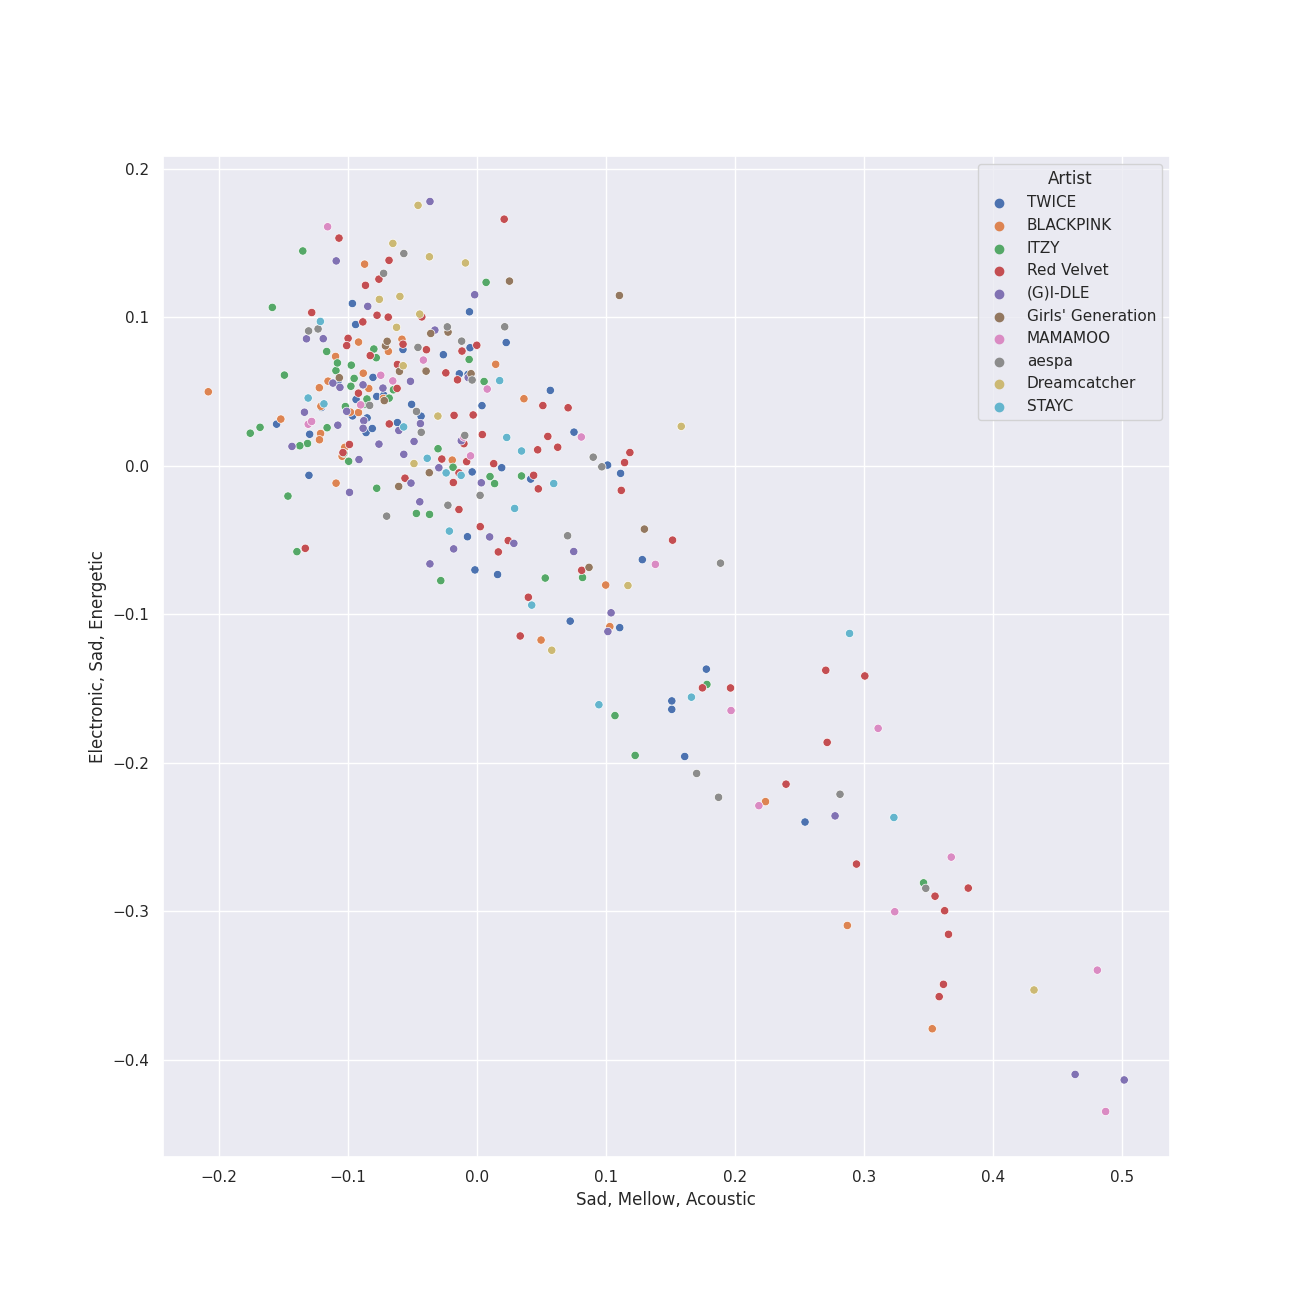 0.2
0.1
0.0
−0.1
−0.2
−0.3
−0.4
Electronic, Sad, Energetic
Artist
TWICE
BLACKPINK
ITZY
Red Velvet
(G)I-DLE
Girls' Generation
MAMAMOO
aespa
Dreamcatcher
STAYC
−0.2 −0.1 0.0 0.1 0.2 0.3 0.4 0.5
Sad, Mellow, Acoustic